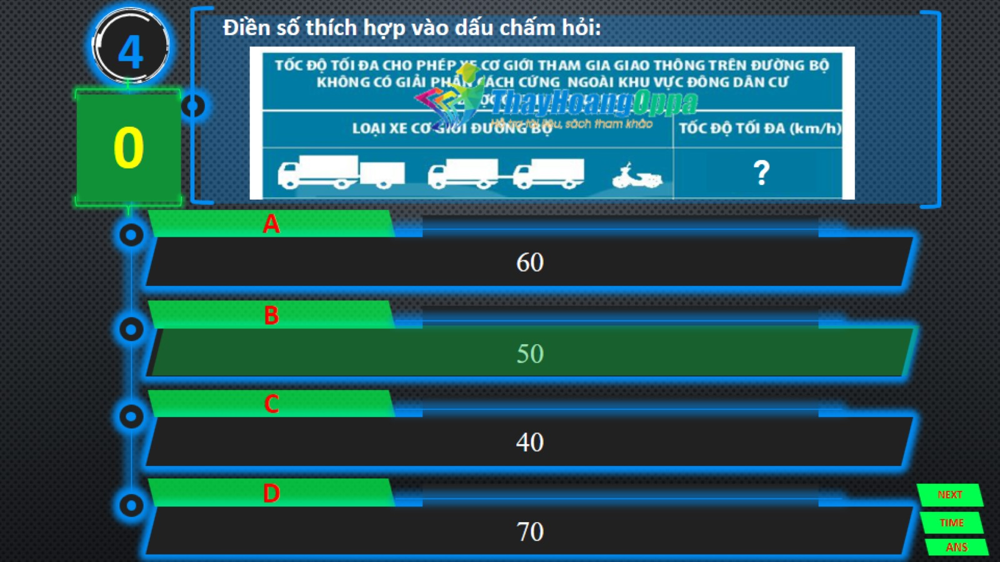 4
Điền số thích hợp vào dấu chấm hỏi:
TỐC ĐỘ TỐI ĐA CHO PHÉP XE CƠ GIỚI THAM GIA GIAO THÔNG TRÊN ĐƯỜNG BỘ
KHÔNG CÓ GIẢI PHÂN CÁCH CỨNG NGOÀI KHU VỰC ĐÔNG DÂN CƯ
ThayHoangOppa
Hỗ trợ tài liệu, sách tham khảo
LOẠI XE CƠ GIỚI ĐƯỜNG BỘ
TỐC ĐỘ TỐI ĐA (km/h)
?
0
A
60
B
50
C
40
D
70
NEXT
TIME
ANS